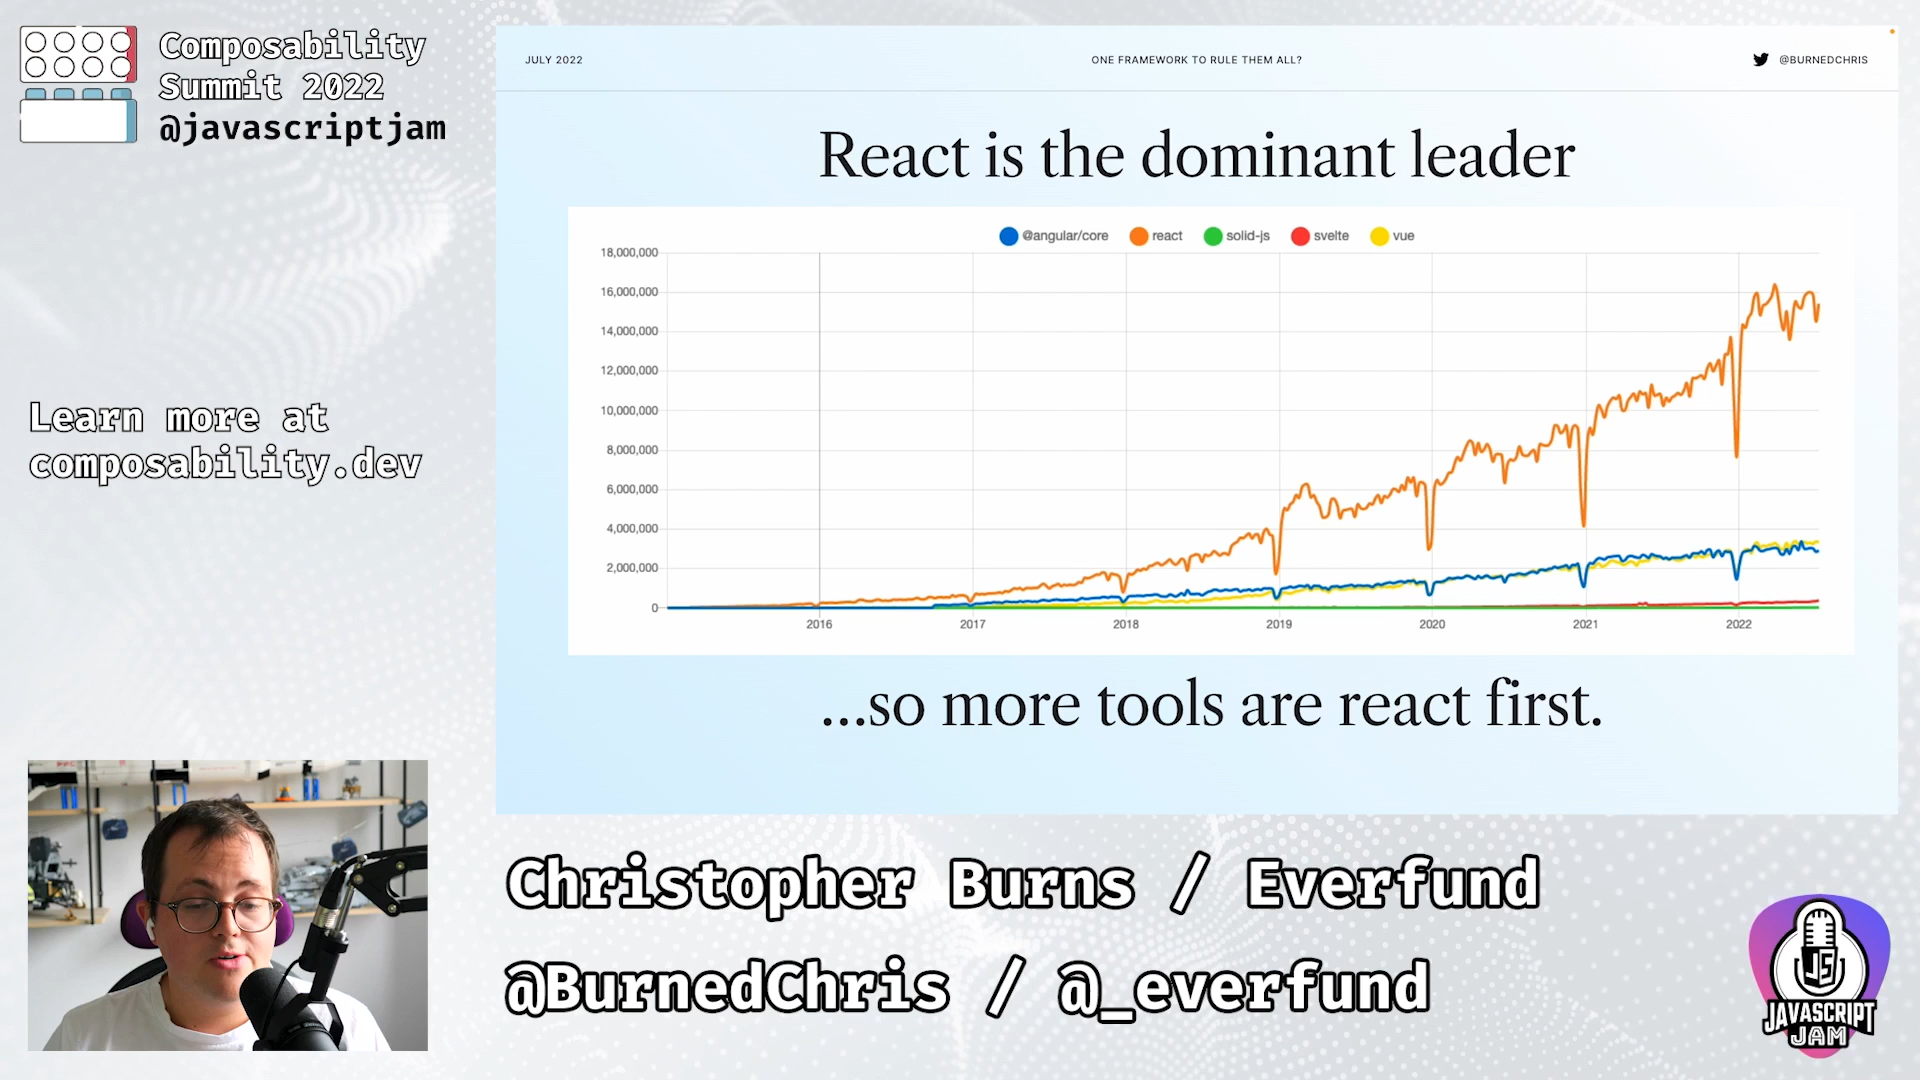 Composability
Summit 2022
@javascriptjam
Learn more at
composability.dev
JULY 2022
ONE FRAMEWORK TO RULE THEM ALL?
@BURNEDCHRIS
React is the dominant leader
@angular/core react solid-js svelte vue
18,000,000
16,000,000
14,000,000
12,000,000
10,000,000
8,000,000
6,000,000
4,000,000
2,000,000
0
2016 2017 2018 2019 2020 2021 2022
...so more tools are react first.
Christopher Burns / Everfund
@BurnedChris / @_everfund
JS
JAVASCRIPT
JAM